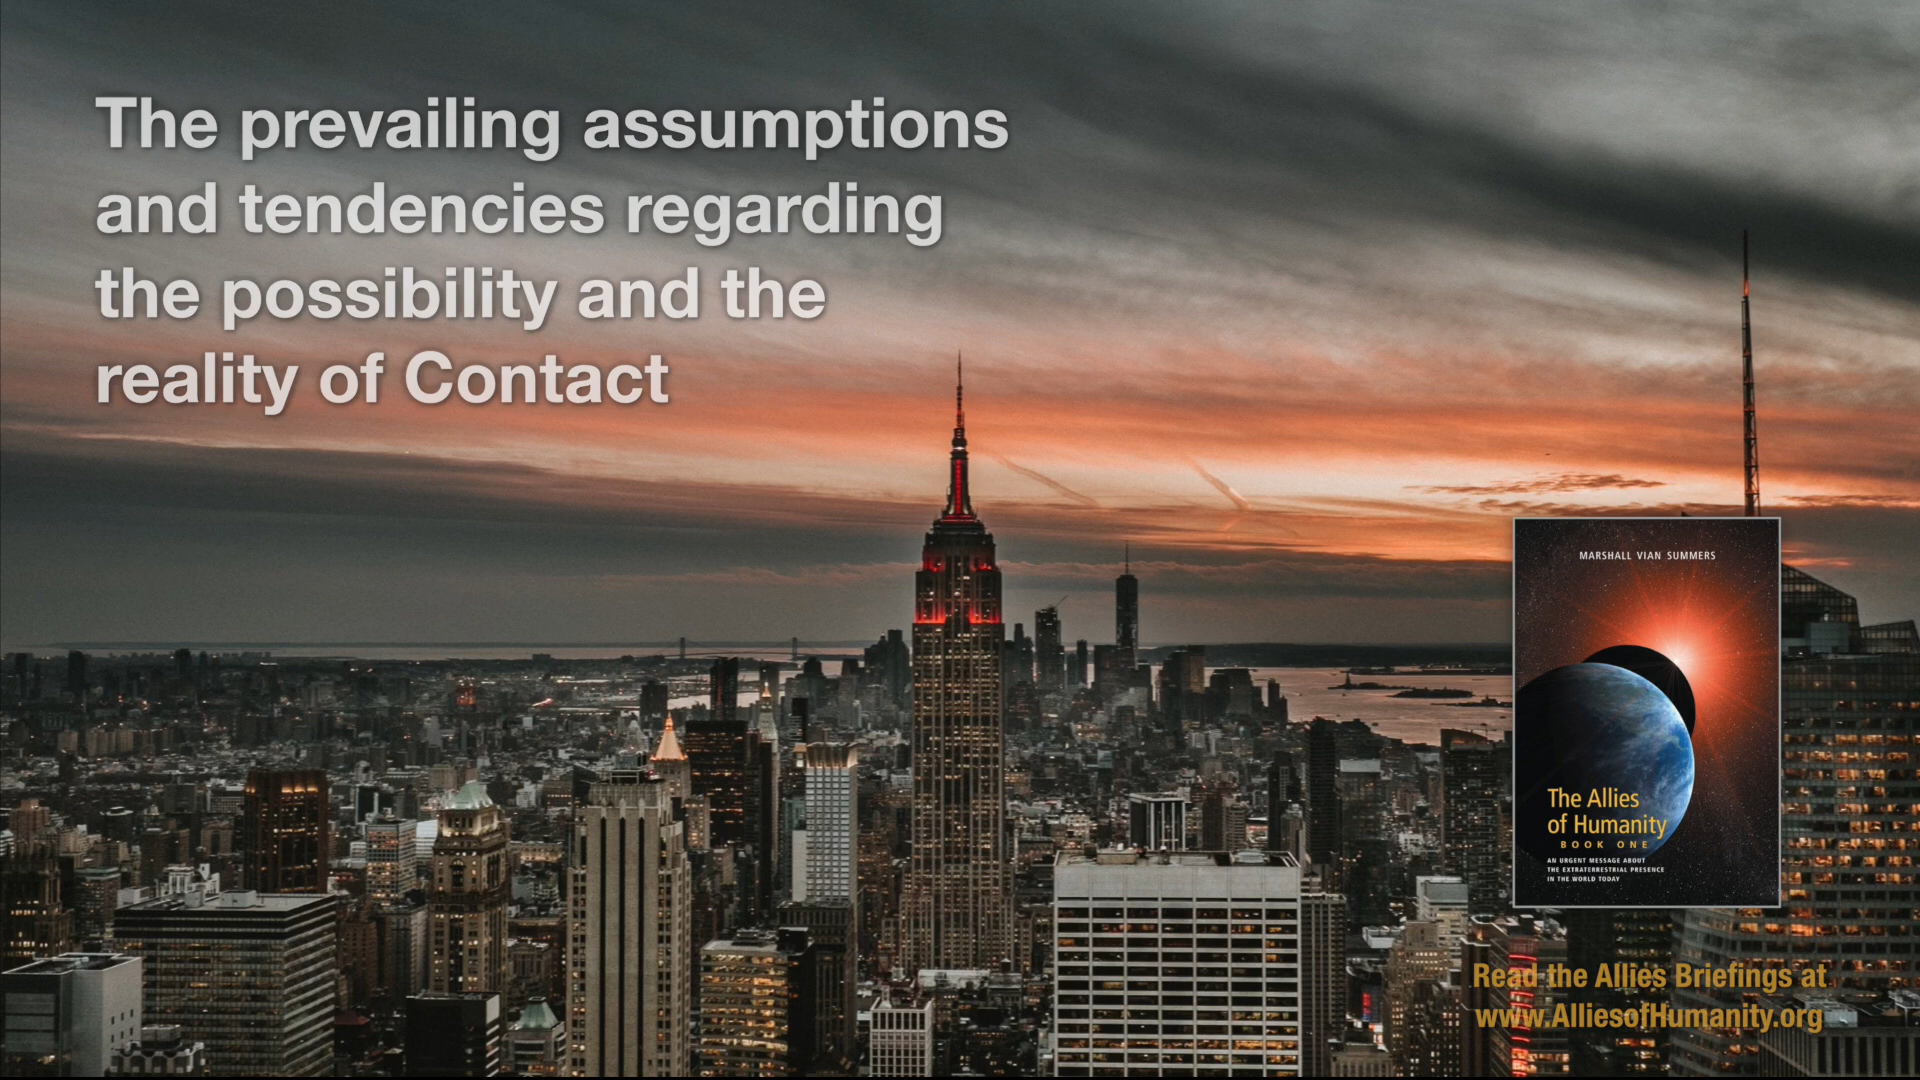 The prevailing assumptions
and tendencies regarding
the possibility and the
reality of Contact
MARSHALL VIAN SUMMERS
The Allies
of Humanity
BOOK ONE
AN URGENT MESSAGE ABOUT
THE EXTRATERRESTRIAL PRESENCE
IN THE WORLD TODAY
Read the Allies Briefings at
www.AlliesofHumanity.org